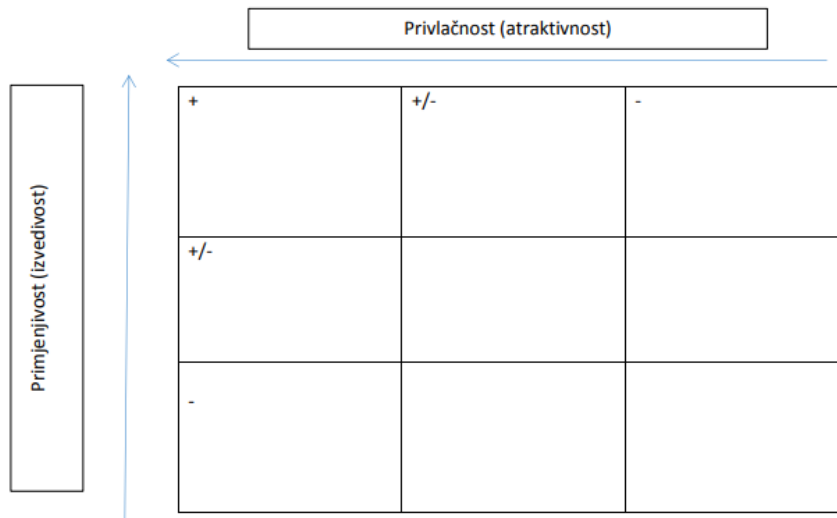 Privlačnost (atraktivnost)
Primjenjivost (izvedivost)
+
+/-
-
+/-
-